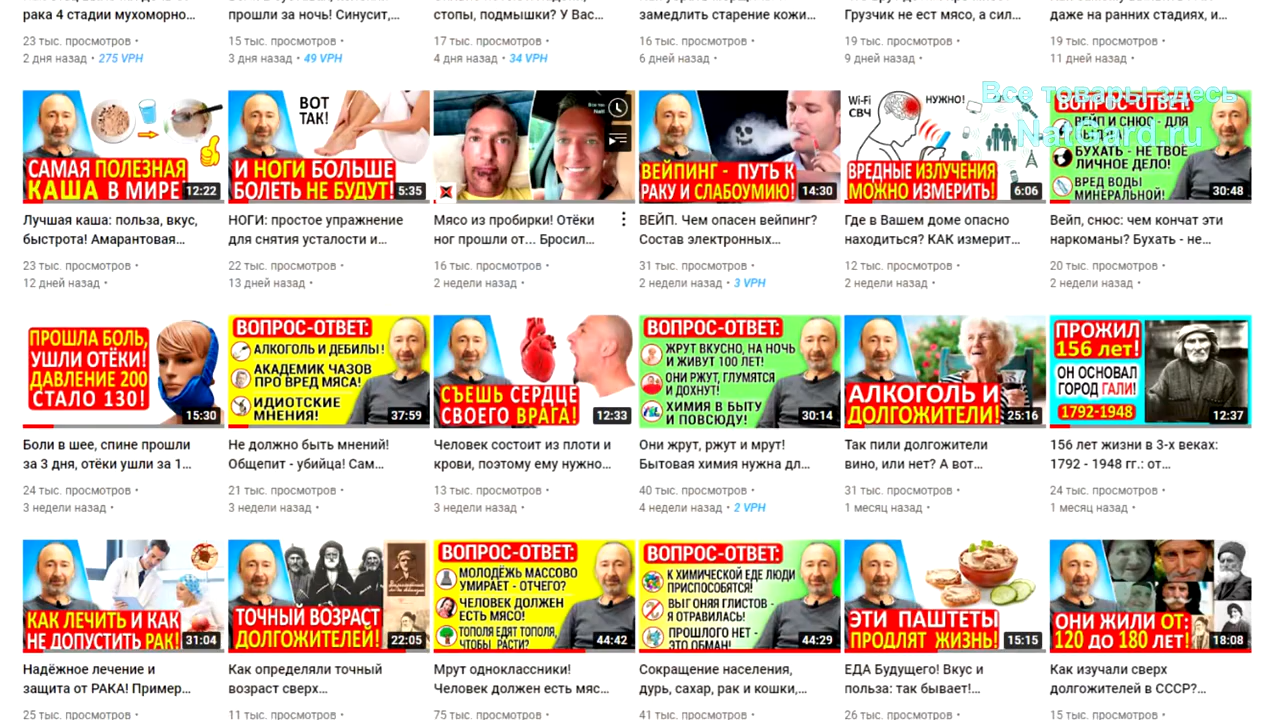 рака 4 стадии мухоморно...
23 тыс. просмотров •
2 дня назад • 275 VPH
прошли за ночь! Синусит,...
15 тыс. просмотров •
3 дня назад • 49 VPH
стопы, подмышки? У Вас...
17 тыс. просмотров •
4 дня назад • 34 VPH
замедлить старение кожи...
16 тыс. просмотров •
6 дней назад •
Грузчик не ест мясо, а сил...
19 тыс. просмотров •
9 дней назад •
даже на ранних стадиях, и...
19 тыс. просмотров •
11 дней назад •
Все товары здесь
NatGard.ru
САМАЯ ПОЛЕЗНАЯ
КАША В МИРЕ
12:22
Лучшая каша: польза, вкус,
быстрота! Амарантовая...
23 тыс. просмотров •
12 дней назад •
ВОТ
ТАК!
И НОГИ БОЛЬШЕ
БОЛЕТЬ НЕ БУДУТ!
5:35
НОГИ: простое упражнение
для снятия усталости и...
22 тыс. просмотров •
13 дней назад •
Мясо из пробирки! Отёки
ног прошли от... Бросил...
16 тыс. просмотров •
2 недели назад •
ВЕЙПИНГ - ПУТЬ К
РАКУ И СЛАБОУМИЮ!
14:30
ВЕЙП. Чем опасен вейпинг?
Состав электронных...
31 тыс. просмотров •
2 недели назад • 3 VPH
Wi-Fi
СВЧ
НУЖНО!
ВРЕДНЫЕ ИЗЛУЧЕНИЯ
МОЖНО ИЗМЕРИТЬ!
6:06
Где в Вашем доме опасно
находиться? КАК измерит...
12 тыс. просмотров •
2 недели назад •
ВОПРОС-ОТВЕТ:
ВЕЙП И СНЮС - ДЛЯ
БУХАТЬ - НЕ ТВОЕ
ЛИЧНОЕ ДЕЛО!
ВРЕД ВОДЫ
МИНЕРАЛЬНОЙ!
30:48
Вейп, снюс: чем кончат эти
наркоманы? Бухать - не...
20 тыс. просмотров •
2 недели назад •
ПРОШЛА БОЛЬ,
УШЛИ ОТЁКИ!
ДАВЛЕНИЕ 200
СТАЛО 130!
15:30
Боли в шее, спине прошли
за 3 дня, отёки ушли за 1...
24 тыс. просмотров •
3 недели назад •
ВОПРОС-ОТВЕТ:
АЛКОГОЛЬ И ДЕБИЛЫ!
АКАДЕМИК ЧАЗОВ
ПРО ВРЕД МЯСА!
ИДИОТСКИЕ
МНЕНИЯ!
37:59
Не должно быть мнений!
Общепит - убийца! Сам...
21 тыс. просмотров •
3 недели назад •
СЪЕШЬ СЕРДЦЕ
СВОЕГО ВРАГА!
12:33
Человек состоит из плоти и
крови, поэтому ему нужно...
13 тыс. просмотров •
3 недели назад •
ВОПРОС-ОТВЕТ:
ЖРУТ ВКУСНО, НА НОЧЬ
И ЖИВУТ 100 ЛЕТ!
ОНИ РЖУТ, ГЛУМЯТСЯ
И ДОХНУТ!
ХИМИЯ В БЫТУ
И ПОВСЮДУ!
30:14
Они жрут, ржут и мрут!
Бытовая химия нужна дл...
40 тыс. просмотров •
4 недели назад • 2 VPH
АЛКОГОЛЬ И
ДОЛГОЖИТЕЛИ!
25:16
Так пили долгожители
вино, или нет? А вот...
31 тыс. просмотров •
1 месяц назад •
ПРОЖИЛ
156 лет!
ОН ОСНОВАЛ
ГОРОД ГАЛИ!
1792-1948
12:37
156 лет жизни в 3-х веках:
1792 - 1948 гг.: от...
24 тыс. просмотров •
1 месяц назад •
КАК ЛЕЧИТЬ И КАК
НЕ ДОПУСТИТЬ РАК!
31:04
Надёжное лечение и
защита от РАКА! Пример...
25 тыс. просмотров •
ТОЧНЫЙ ВОЗРАСТ
ДОЛГОЖИТЕЛЕЙ!
22:05
Как определяли точный
возраст сверх...
11 тыс. просмотров •
ВОПРОС-ОТВЕТ:
МОЛОДЁЖЬ МАССОВО
УМИРАЕТ - ОТЧЕГО?
ЧЕЛОВЕК ДОЛЖЕН
ЕСТЬ МЯСО!
ТОПОЛЯ ЕДЯТ ТОПОЛЯ,
ЧТОБЫ РАСТИ?
44:42
Мрут одноклассники!
Человек должен есть мяс...
75 тыс. просмотров •
ВОПРОС-ОТВЕТ:
К ХИМИЧЕСКОЙ ЕДЕ ЛЮДИ
ПРИСПОСОБЯТСЯ!
ВЫГОНЯЯ ГЛИСТОВ -
Я ОТРАВИЛАСЬ!
ПРОШЛОГО НЕТ -
ЭТО ОБМАН!
44:29
Сокращение населения,
дурь, сахар, рак и кошки,...
41 тыс. просмотров •
ЭТИ ПАШТЕТЫ
ПРОДЛЯТ ЖИЗНЬ!
15:15
ЕДА Будущего! Вкус и
польза: так бывает!...
26 тыс. просмотров •
ОНИ ЖИЛИ ОТ:
120 ДО 180 ЛЕТ!
18:08
Как изучали сверх
долгожителей в СССР?...
15 тыс. просмотров •